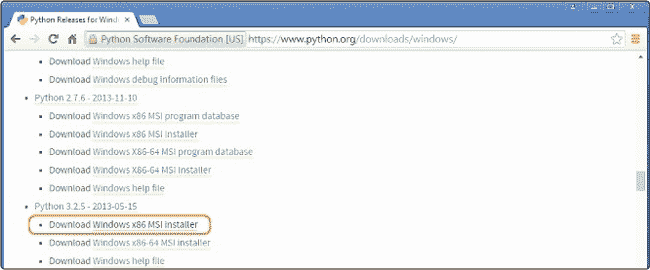 Python Releases for Windo
Python Software Foundation [US] https://www.python.org/downloads/windows/
Download Windows help file
Download Windows debug information files
Python 2.7.6 - 2013-11-10
Download Windows x86 MSI program database
Download Windows x86 MSI installer
Download Windows X86-64 MSI program database
Download Windows X86-64 MSI installer
Download Windows help file
Python 3.2.5 - 2013-05-15
Download Windows x86 MSI installer
Download Windows x86-64 MSI installer
Download Windows help file